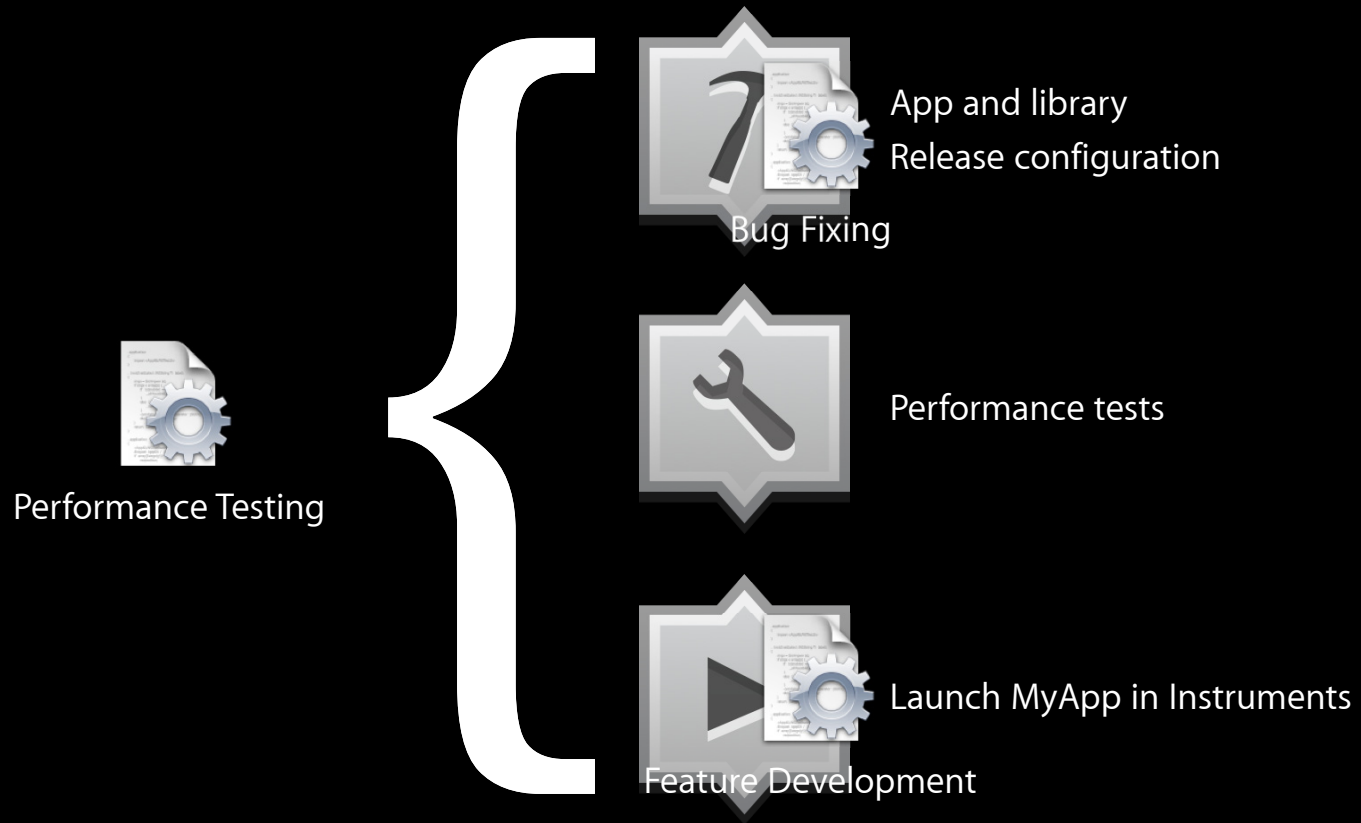 App and library
Release configuration
Bug Fixing
Performance tests
Performance Testing
Launch MyApp in Instruments
Feature Development